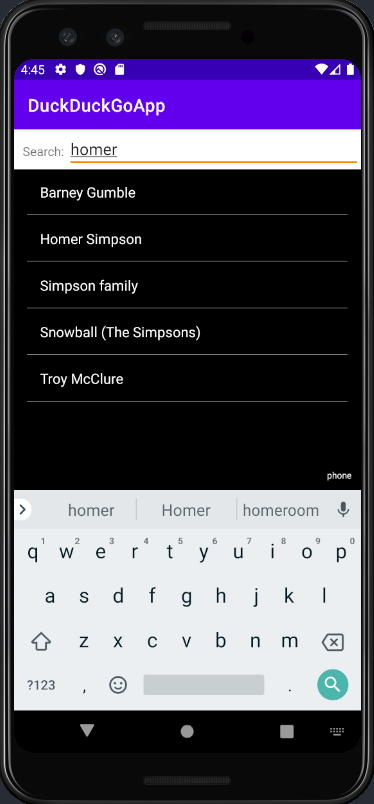 4:45
DuckDuckGoApp
Search: homer
Barney Gumble
Homer Simpson
Simpson family
Snowball (The Simpsons)
Troy McClure
phone
homer Homer homeroom
1 2 3 4 5 6 7 8 9 0
q w e r t y u i o p
a s d f g h j k l
z x c v b n m
?123 , .